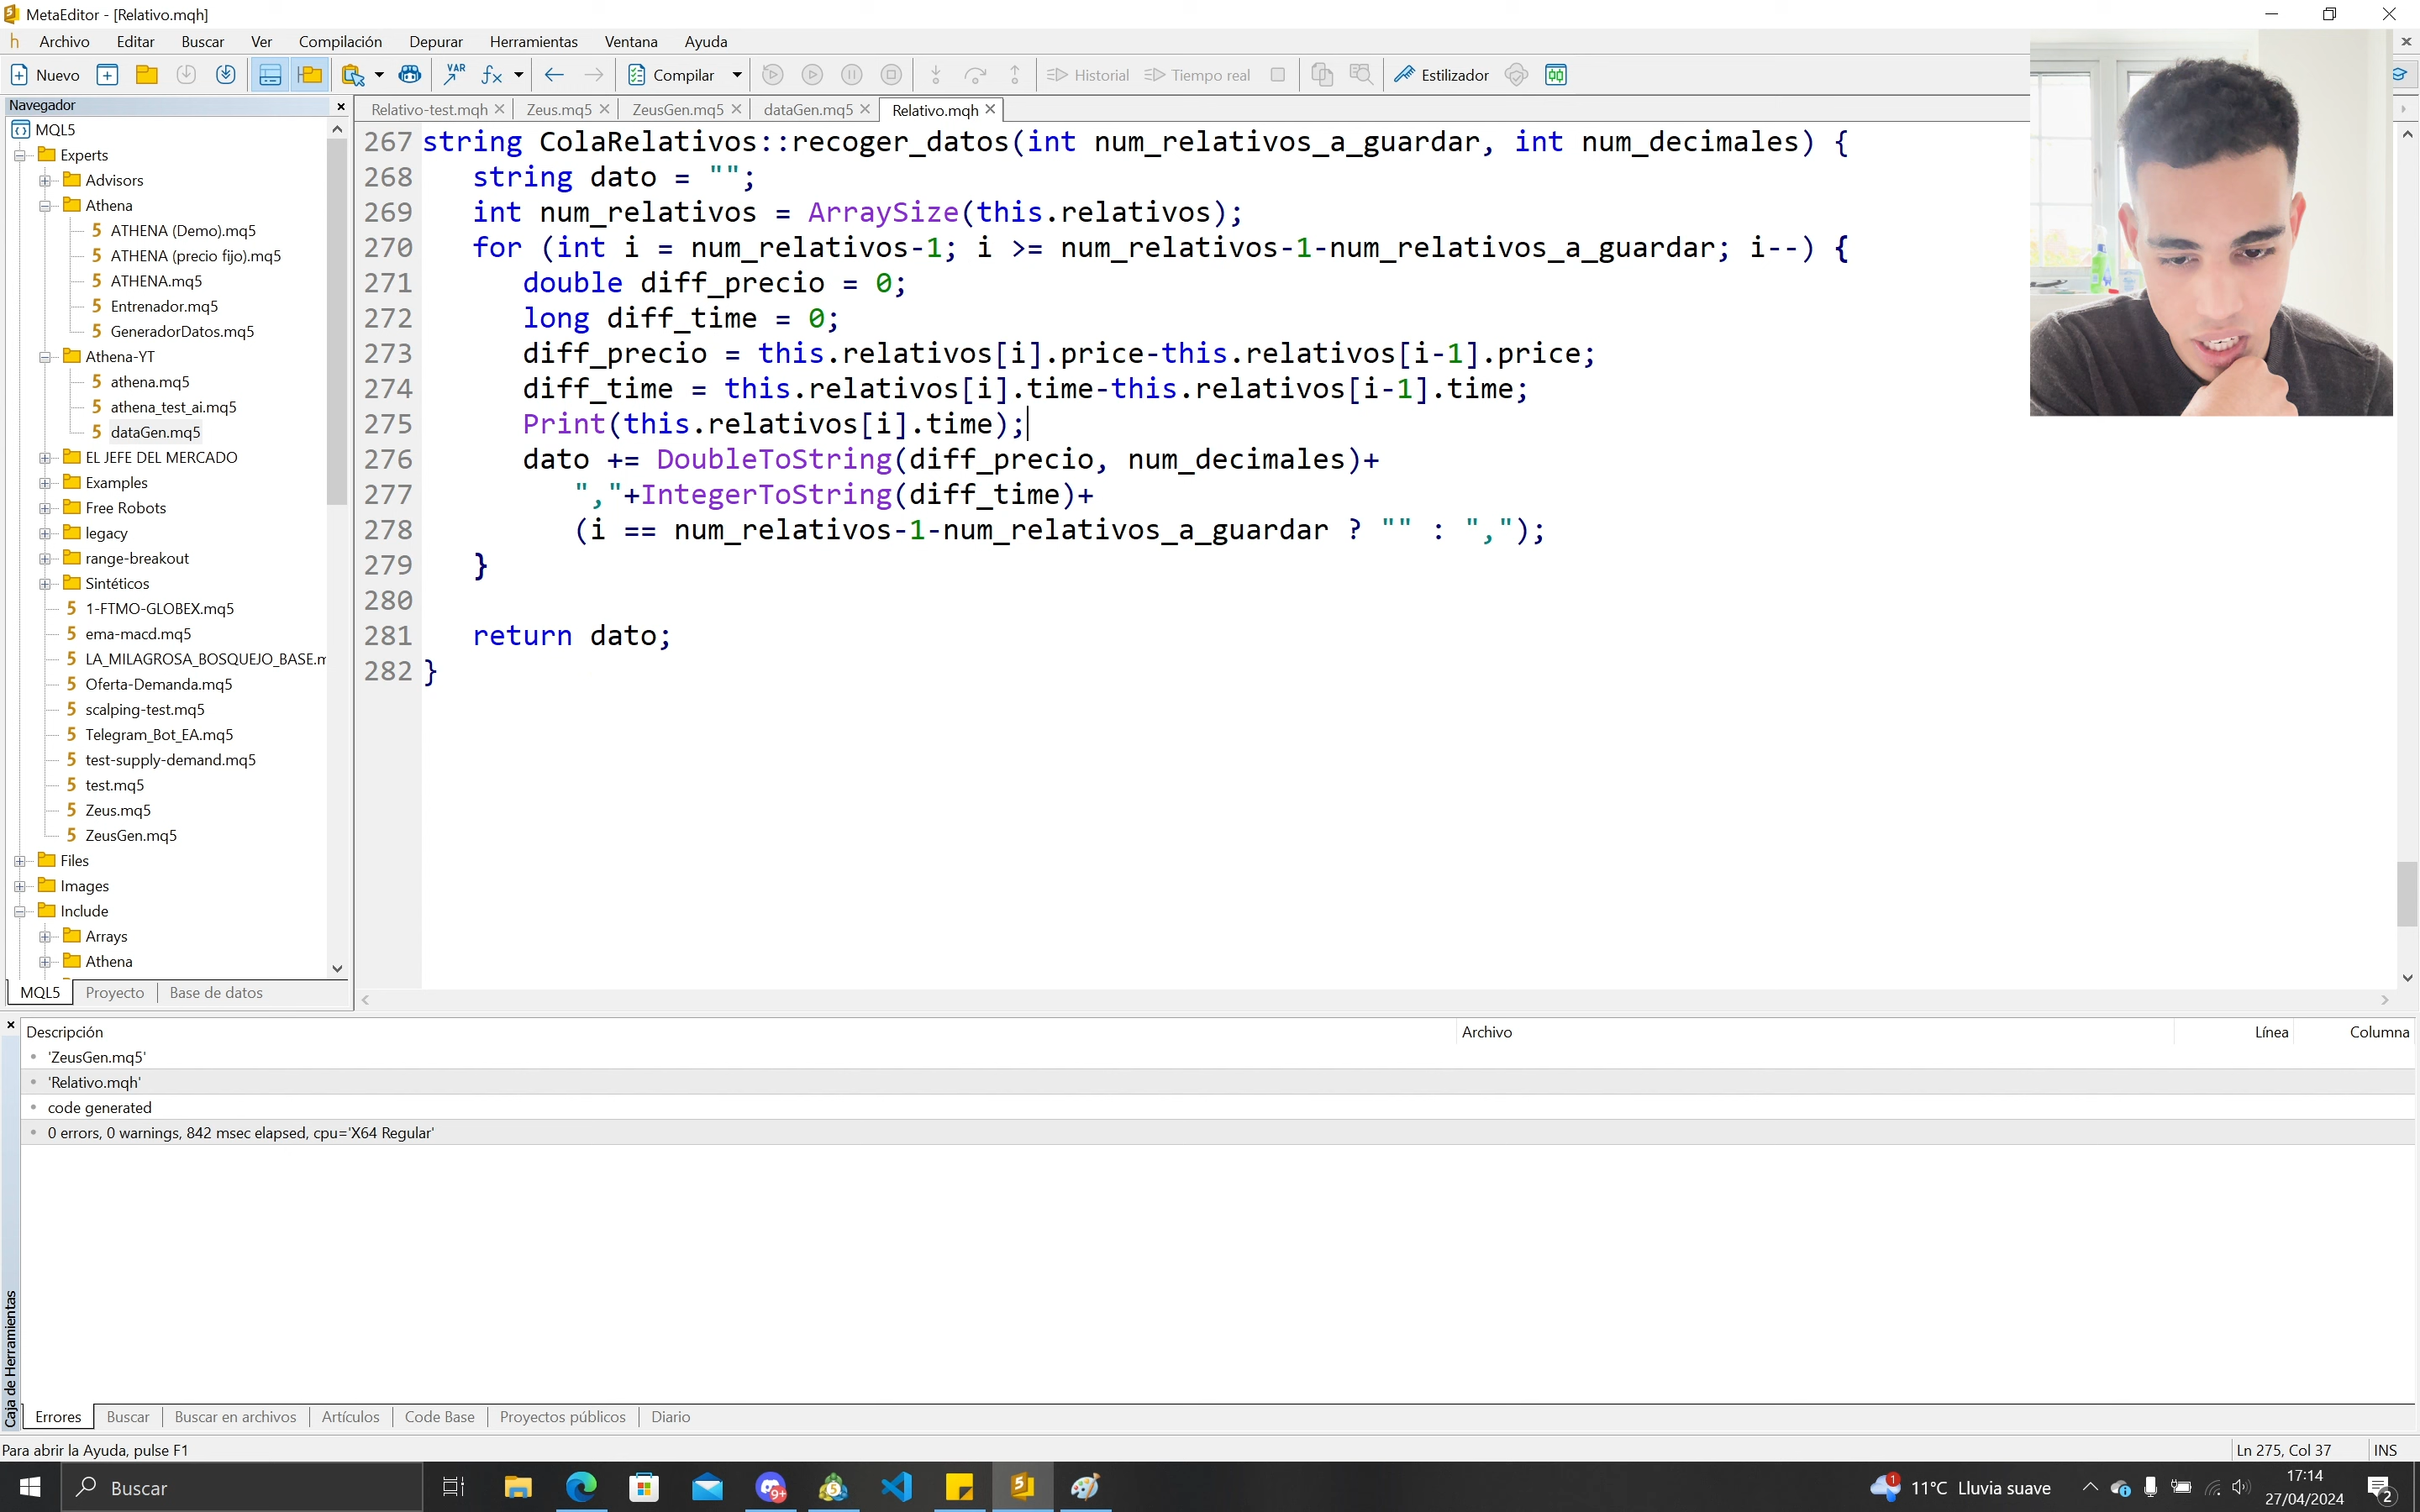 MetaEditor - [Relativo.mqh]
Archivo Editar Buscar Ver Compilación Depurar Herramientas Ventana Ayuda
Nuevo VAR fx Compilar Historial Tiempo real Estilizador
Navegador
Relativo-test.mqh Zeus.mq5 ZeusGen.mq5 dataGen.mq5 Relativo.mqh
MQL5
Experts
Advisors
Athena
ATHENA (Demo).mq5
ATHENA (precio fijo).mq5
ATHENA.mq5
Entrenador.mq5
GeneradorDatos.mq5
Athena-YT
athena.mq5
athena_test_ai.mq5
dataGen.mq5
EL JEFE DEL MERCADO
Examples
Free Robots
legacy
range-breakout
Sintéticos
1-FTMO-GLOBEX.mq5
ema-macd.mq5
LA_MILAGROSA_BOSQUEJO_BASE.m
Oferta-Demanda.mq5
scalping-test.mq5
Telegram_Bot_EA.mq5
test-supply-demand.mq5
test.mq5
Zeus.mq5
ZeusGen.mq5
Files
Images
Include
Arrays
Athena
MQL5 Proyecto Base de datos
267 string ColaRelativos::recoger_datos(int num_relativos_a_guardar, int num_decimales) {
268 string dato = "";
269 int num_relativos = ArraySize(this.relativos);
270 for (int i = num_relativos-1; i >= num_relativos-1-num_relativos_a_guardar; i--) {
271 double diff_precio = 0;
272 long diff_time = 0;
273 diff_precio = this.relativos[i].price-this.relativos[i-1].price;
274 diff_time = this.relativos[i].time-this.relativos[i-1].time;
275 Print(this.relativos[i].time);
276 dato += DoubleToString(diff_precio, num_decimales)+
277 ","+IntegerToString(diff_time)+
278 (i == num_relativos-1-num_relativos_a_guardar ? "" : ",");
279 }
280
281 return dato;
282 }
Descripción Archivo Línea Columna
'ZeusGen.mq5'
'Relativo.mqh'
code generated
0 errors, 0 warnings, 842 msec elapsed, cpu='X64 Regular'
Caja de Herramientas
Errores Buscar Buscar en archivos Artículos Code Base Proyectos públicos Diario
Para abrir la Ayuda, pulse F1 Ln 275, Col 37 INS
Buscar 9+ 1 11°C Lluvia suave 17:14 2
27/04/2024